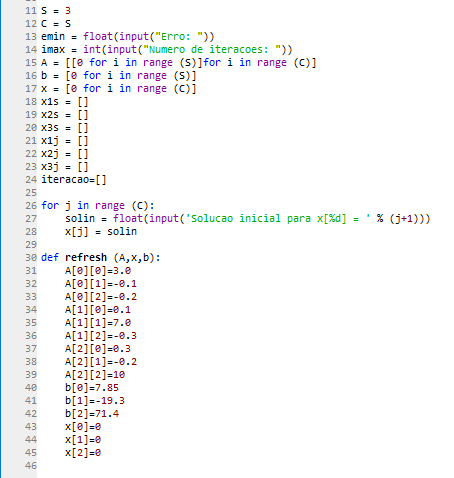 11 S = 3
12 C = S
13 emin = float(input("Erro: "))
14 imax = int(input("Numero de iteracoes: "))
15 A = [[0 for i in range (S)]for i in range (C)]
16 b = [0 for i in range (S)]
17 x = [0 for i in range (C)]
18 x1s = []
19 x2s = []
20 x3s = []
21 x1j = []
22 x2j = []
23 x3j = []
24 iteracao=[]
25
26 for j in range (C):
27     solin = float(input('Solucao inicial para x[%d] = ' % (j+1)))
28     x[j] = solin
29
30 def refresh (A,x,b):
31     A[0][0]=3.0
32     A[0][1]=-0.1
33     A[0][2]=-0.2
34     A[1][0]=0.1
35     A[1][1]=7.0
36     A[1][2]=-0.3
37     A[2][0]=0.3
38     A[2][1]=-0.2
39     A[2][2]=10
40     b[0]=7.85
41     b[1]=-19.3
42     b[2]=71.4
43     x[0]=0
44     x[1]=0
45     x[2]=0
46